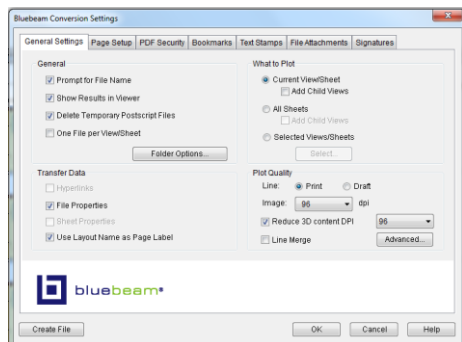 Bluebeam Conversion Settings
General Settings Page Setup PDF Security Bookmarks Text Stamps File Attachments Signatures
General
Prompt for File Name
Show Results in Viewer
Delete Temporary Postscript Files
One File per View/Sheet
Folder Options...
What to Plot
Current View/Sheet
Add Child Views
All Sheets
Add Child Views
Selected Views/Sheets
Select...
Transfer Data
Hyperlinks
File Properties
Sheet Properties
Use Layout Name as Page Label
Plot Quality
Line: Print Draft
Image: 96 dpi
Reduce 3D content DPI 96
Line Merge Advanced...
bluebeam®
Create File OK Cancel Help